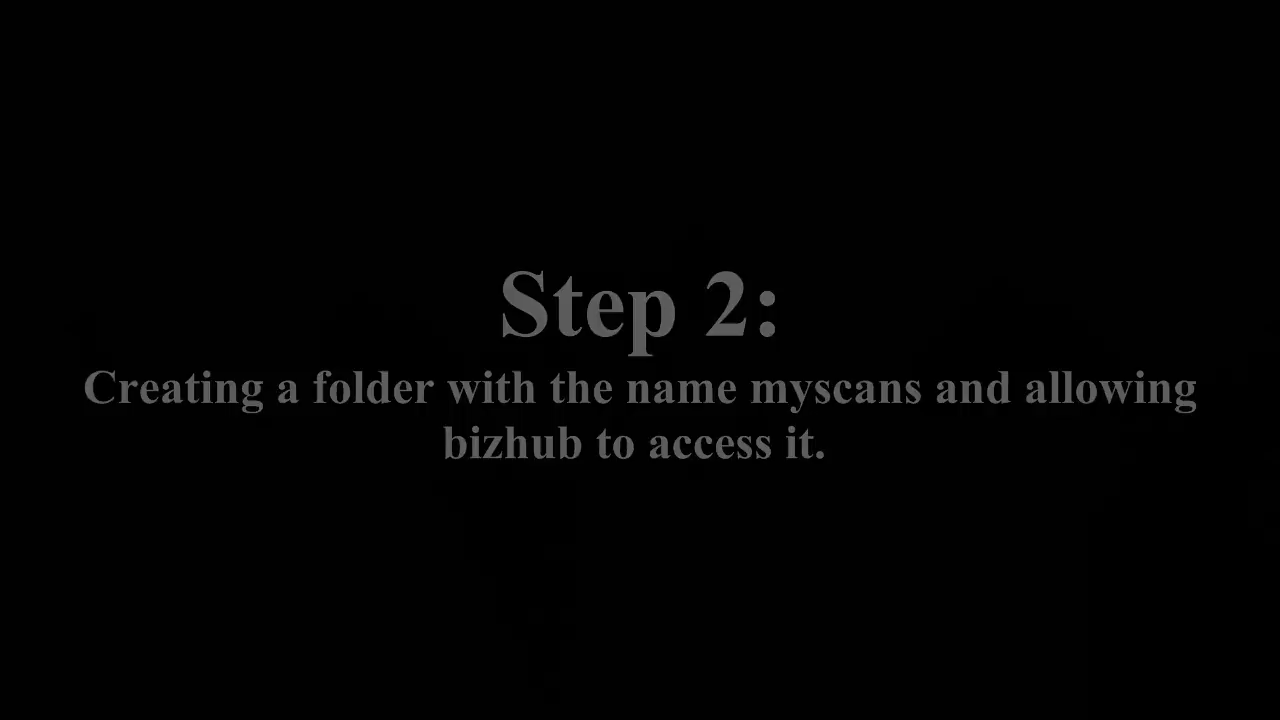 Step 2:
Creating a folder with the name myscans and allowing
bizhub to access it.